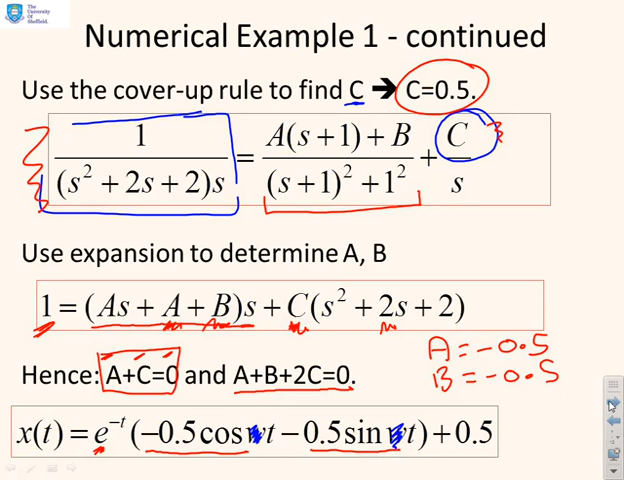 The University Of Sheffield.
Numerical Example 1 - continued
Use the cover-up rule to find C ➔ C=0.5.
1/((s² + 2s + 2)s) = (A(s + 1) + B)/((s + 1)² + 1²) + C/s
Use expansion to determine A, B
1 = (As + A + B)s + C(s² + 2s + 2)
A = -0.5
Hence: A+C=0 and A+B+2C=0.
B = -0.5
x(t) = e⁻ᵗ(−0.5cos wt − 0.5sin wt) + 0.5